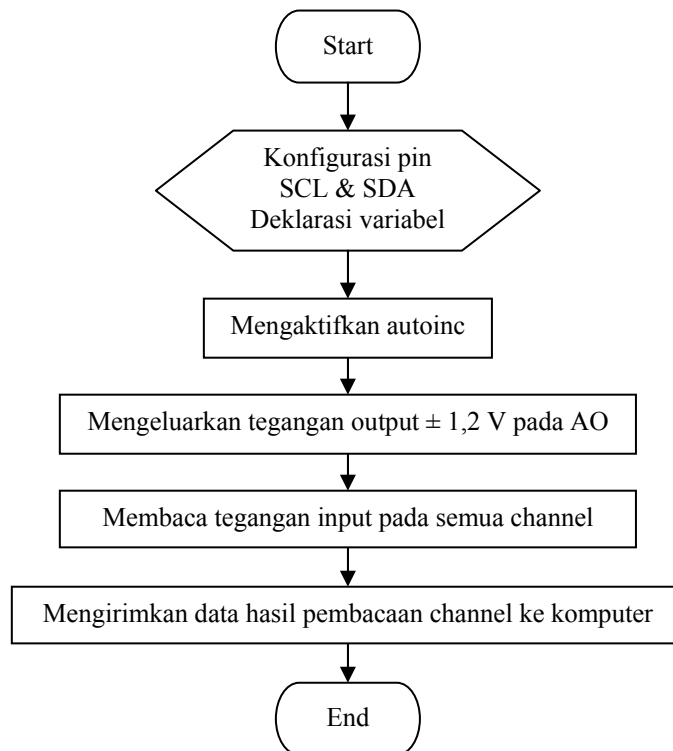 Start
Konfigurasi pin
SCL & SDA
Deklarasi variabel
Mengaktifkan autoinc
Mengeluarkan tegangan output ± 1,2 V pada AO
Membaca tegangan input pada semua channel
Mengirimkan data hasil pembacaan channel ke komputer
End